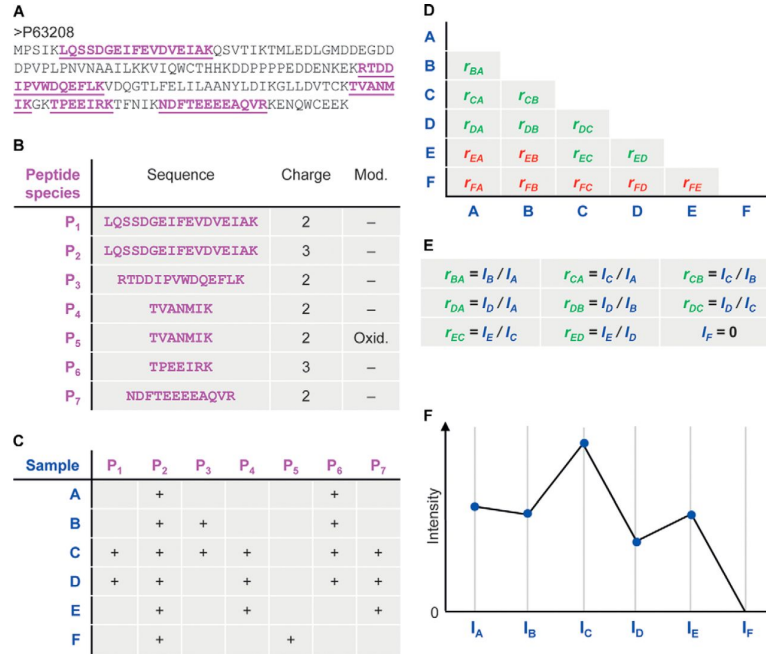 A
>P63208
MPSIKLQSSDGEIFEVDVEIAKQSVTIKTMLEDLGMDDEGDD
DPVPLPNVNAAILKKVIQWCTHHKDDPPPPEDDENKEKRTDD
IPVWDQEFLKVDQGTLFELILAANYLDIKGLLDVTCKTVANM
IKGKTPEEIRKTFNIKNDFTEEEEAQVRKENQWCEEK
B
Peptide species Sequence Charge Mod.
P1 LQSSDGEIFEVDVEIAK 2 –
P2 LQSSDGEIFEVDVEIAK 3 –
P3 RTDDIPVWDQEFLK 2 –
P4 TVANMIK 2 –
P5 TVANMIK 2 Oxid.
P6 TPEEIRK 3 –
P7 NDFTEEEEAQVR 2 –
C
Sample P1 P2 P3 P4 P5 P6 P7
A + +
B + + +
C + + + + + +
D + + + + +
E + + +
F + +
D
A
B rBA
C rCA rCB
D rDA rDB rDC
E rEA rEB rEC rED
F rFA rFB rFC rFD rFE
A B C D E F
E
rBA = IB / IA rCA = IC / IA rCB = IC / IB
rDA = ID / IA rDB = ID / IB rDC = ID / IC
rEC = IE / IC rED = IE / ID IF = 0
F
Intensity
0
IA IB IC ID IE IF